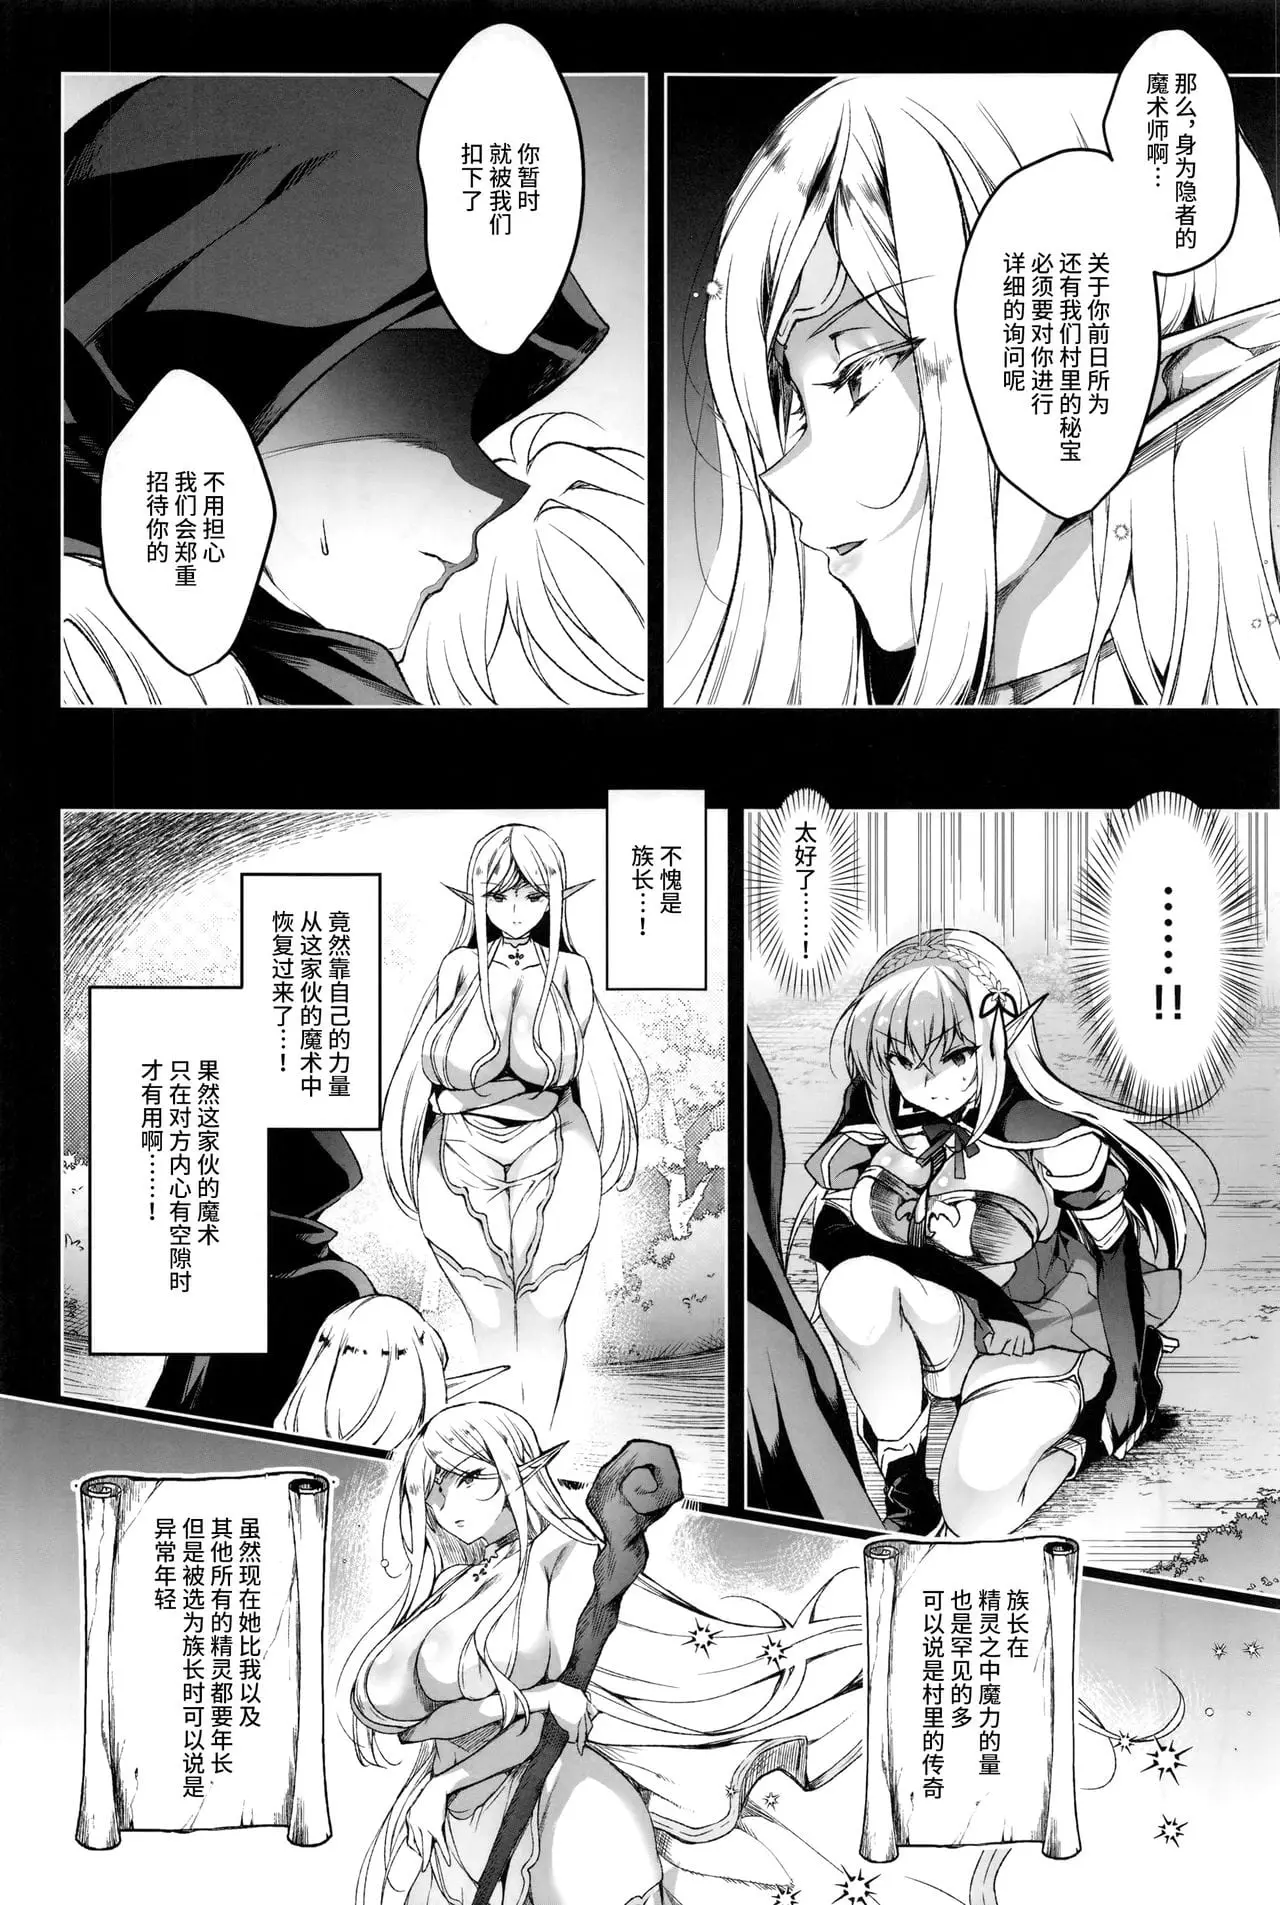 那么，身为隐者的
魔术师啊…
关于你前日所为
还有我们村里的秘宝
必须要对你进行
详细的询问呢
你暂时
就被我们
扣下了
不用担心
我们会郑重
招待你的
………!!
太好了……！
不愧是
族长…！
竟然靠自己的力量
从这家伙的魔术中
恢复过来了…！
果然这家伙的魔术
只在对方内心有空隙时
才有用啊……！
族长在
精灵之中魔力的量
也是罕见的多
可以说是村里的传奇
虽然现在她比我以及
其他所有的精灵都要年长
但是被选为族长时可以说是
异常年轻